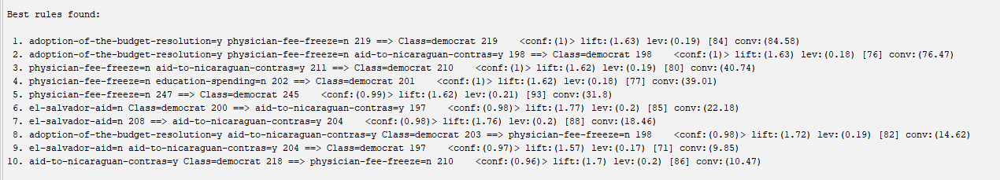 Best rules found:
1. adoption-of-the-budget-resolution=y physician-fee-freeze=n 219 ==> Class=democrat 219 <conf:(1)> lift:(1.63) lev:(0.19) [84] conv:(84.58)
2. adoption-of-the-budget-resolution=y physician-fee-freeze=n aid-to-nicaraguan-contras=y 198 ==> Class=democrat 198 <conf:(1)> lift:(1.63) lev:(0.18) [76] conv:(76.47)
3. physician-fee-freeze=n aid-to-nicaraguan-contras=y 211 ==> Class=democrat 210 <conf:(1)> lift:(1.62) lev:(0.19) [80] conv:(40.74)
4. physician-fee-freeze=n education-spending=n 202 ==> Class=democrat 201 <conf:(1)> lift:(1.62) lev:(0.18) [77] conv:(39.01)
5. physician-fee-freeze=n 247 ==> Class=democrat 245 <conf:(0.99)> lift:(1.62) lev:(0.21) [93] conv:(31.8)
6. el-salvador-aid=n Class=democrat 200 ==> aid-to-nicaraguan-contras=y 197 <conf:(0.98)> lift:(1.77) lev:(0.2) [85] conv:(22.18)
7. el-salvador-aid=n 208 ==> aid-to-nicaraguan-contras=y 204 <conf:(0.98)> lift:(1.76) lev:(0.2) [88] conv:(18.46)
8. adoption-of-the-budget-resolution=y aid-to-nicaraguan-contras=y Class=democrat 203 ==> physician-fee-freeze=n 198 <conf:(0.98)> lift:(1.72) lev:(0.19) [82] conv:(14.62)
9. el-salvador-aid=n aid-to-nicaraguan-contras=y 204 ==> Class=democrat 197 <conf:(0.97)> lift:(1.57) lev:(0.17) [71] conv:(9.85)
10. aid-to-nicaraguan-contras=y Class=democrat 218 ==> physician-fee-freeze=n 210 <conf:(0.96)> lift:(1.7) lev:(0.2) [86] conv:(10.47)